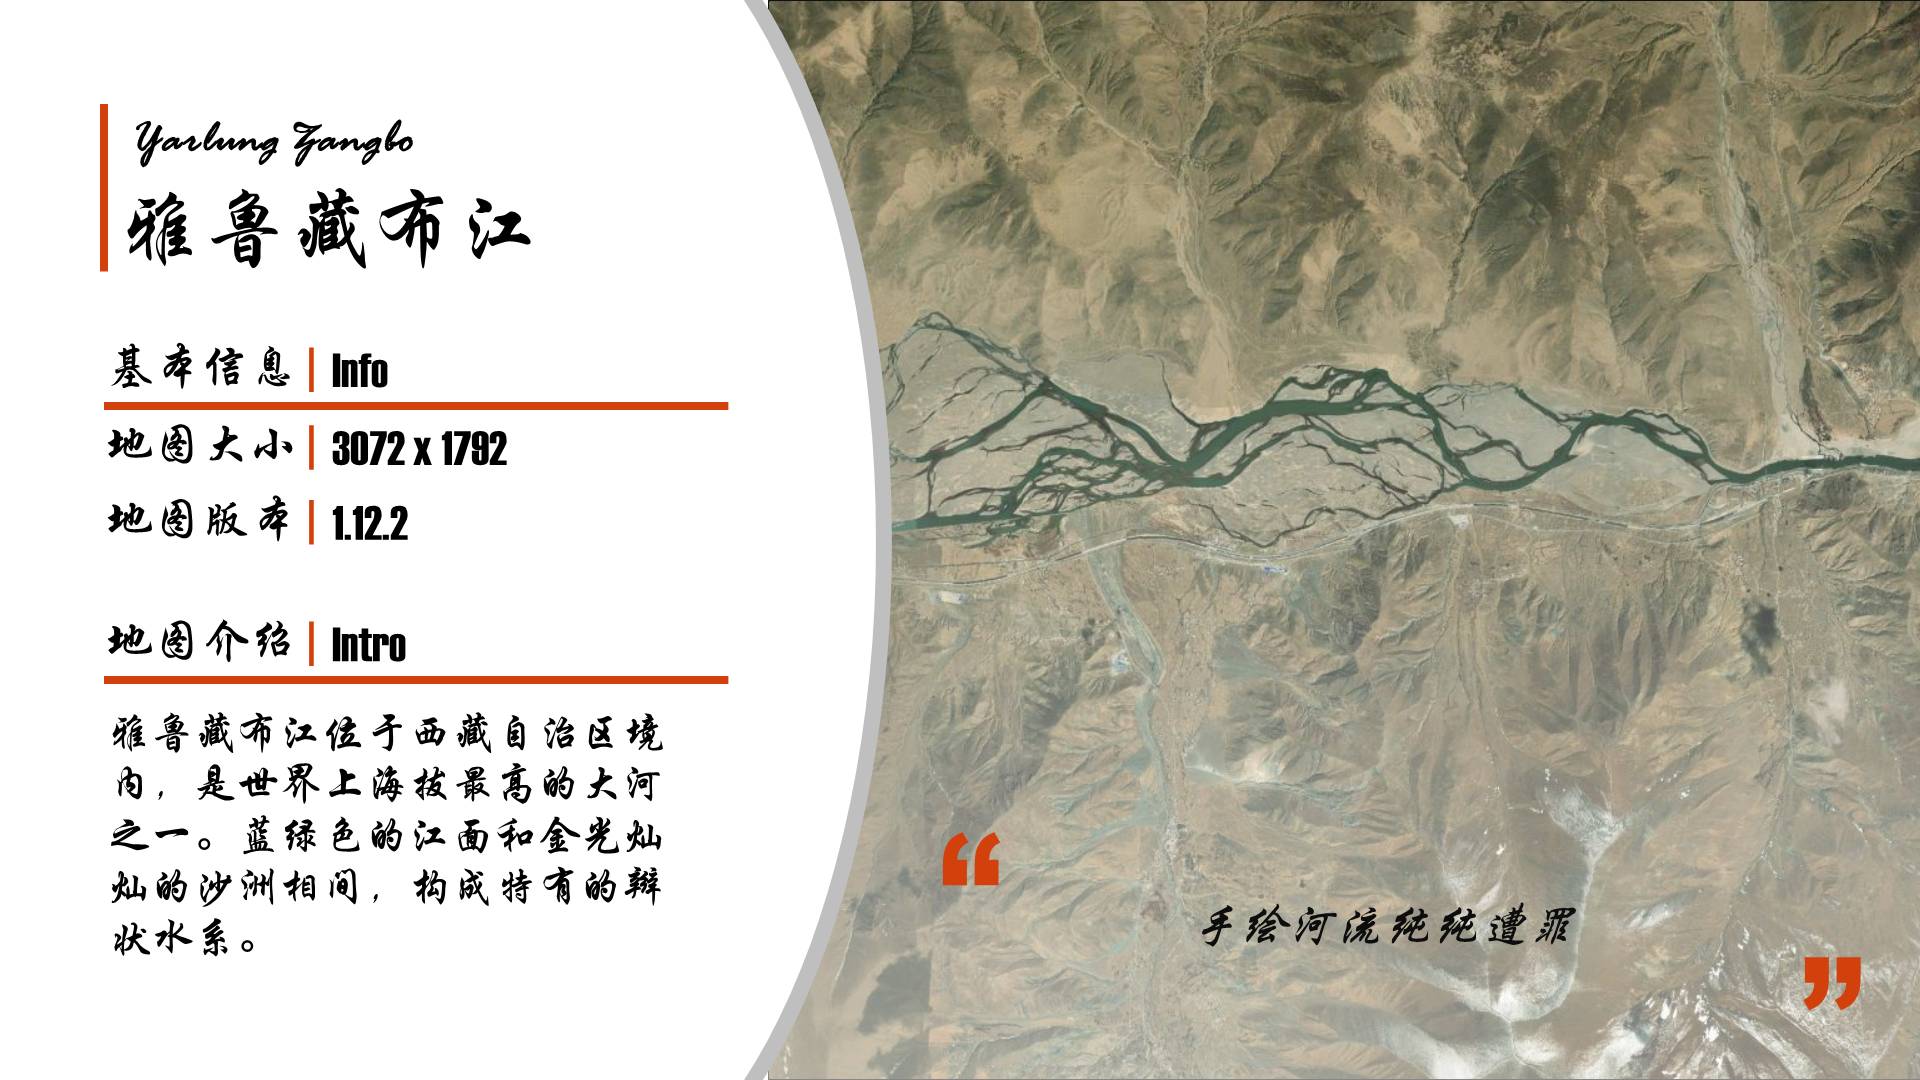 Yarlung Zangbo
雅鲁藏布江
基本信息 | Info
地图大小 | 3072 x 1792
地图版本 | 1.12.2
地图介绍 | Intro
雅鲁藏布江位于西藏自治区境
内，是世界上海拔最高的大河
之一。蓝绿色的江面和金光灿
灿的沙洲相间，构成特有的辫
状水系。
“
手绘河流纯纯遭罪
”